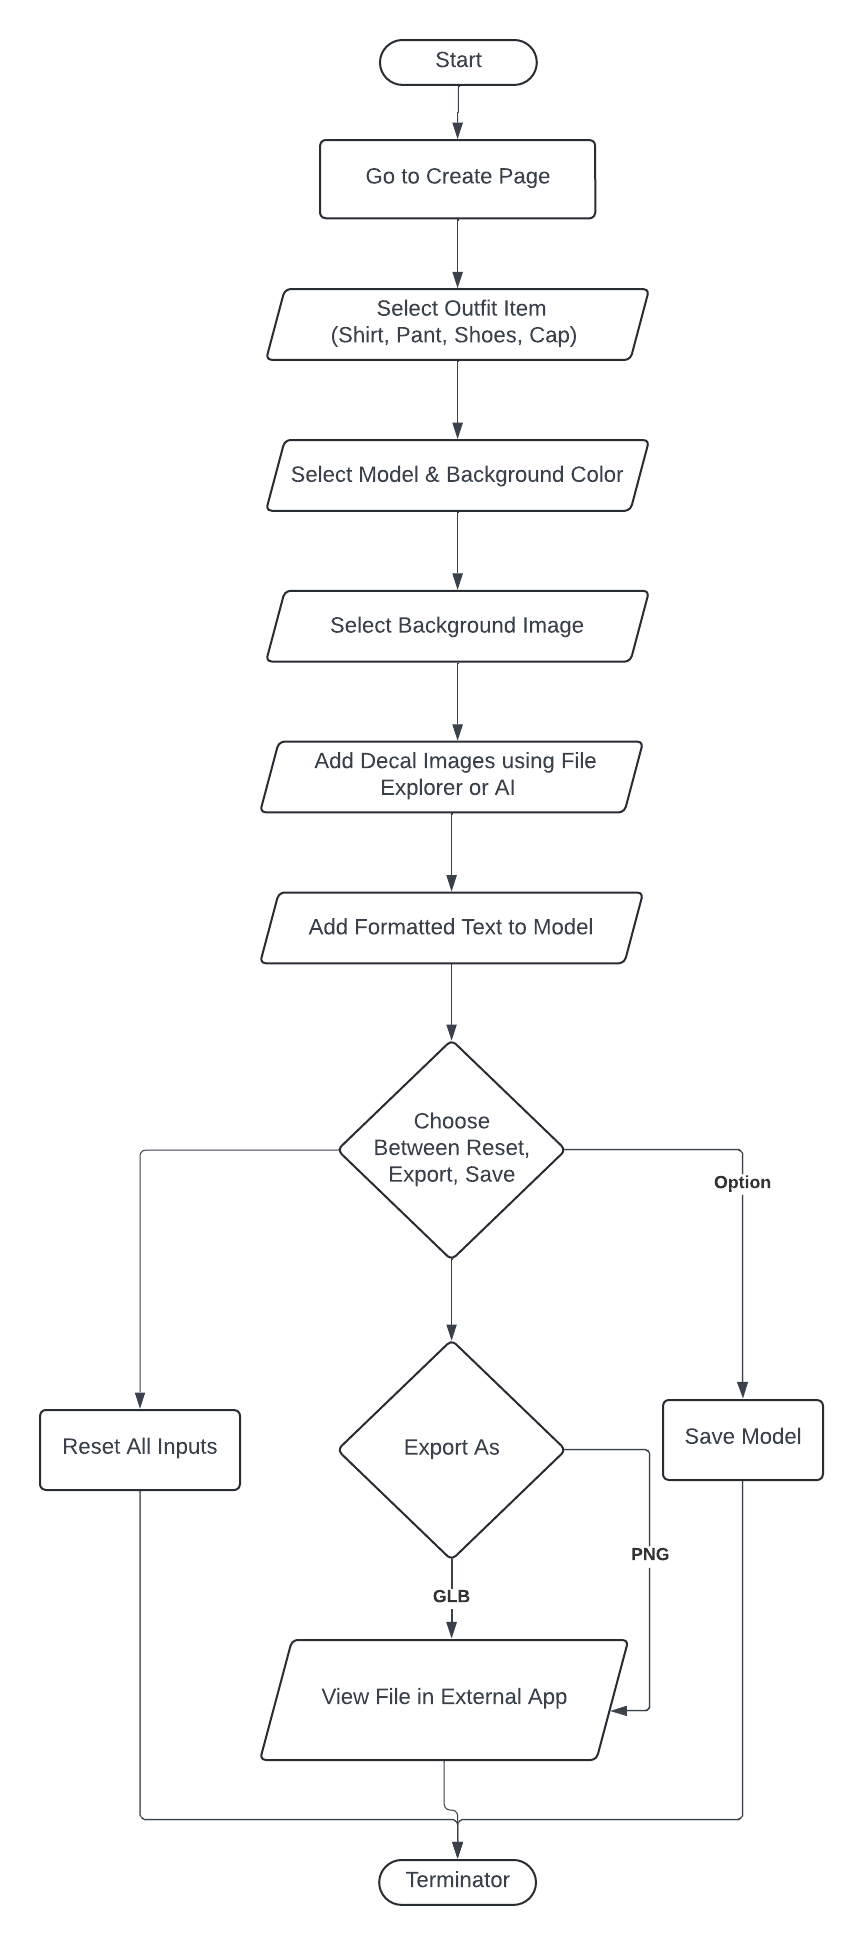 Start
Go to Create Page
Select Outfit Item
(Shirt, Pant, Shoes, Cap)
Select Model & Background Color
Select Background Image
Add Decal Images using File
Explorer or AI
Add Formatted Text to Model
Choose
Between Reset,
Export, Save
Option
Reset All Inputs
Export As
Save Model
PNG
GLB
View File in External App
Terminator